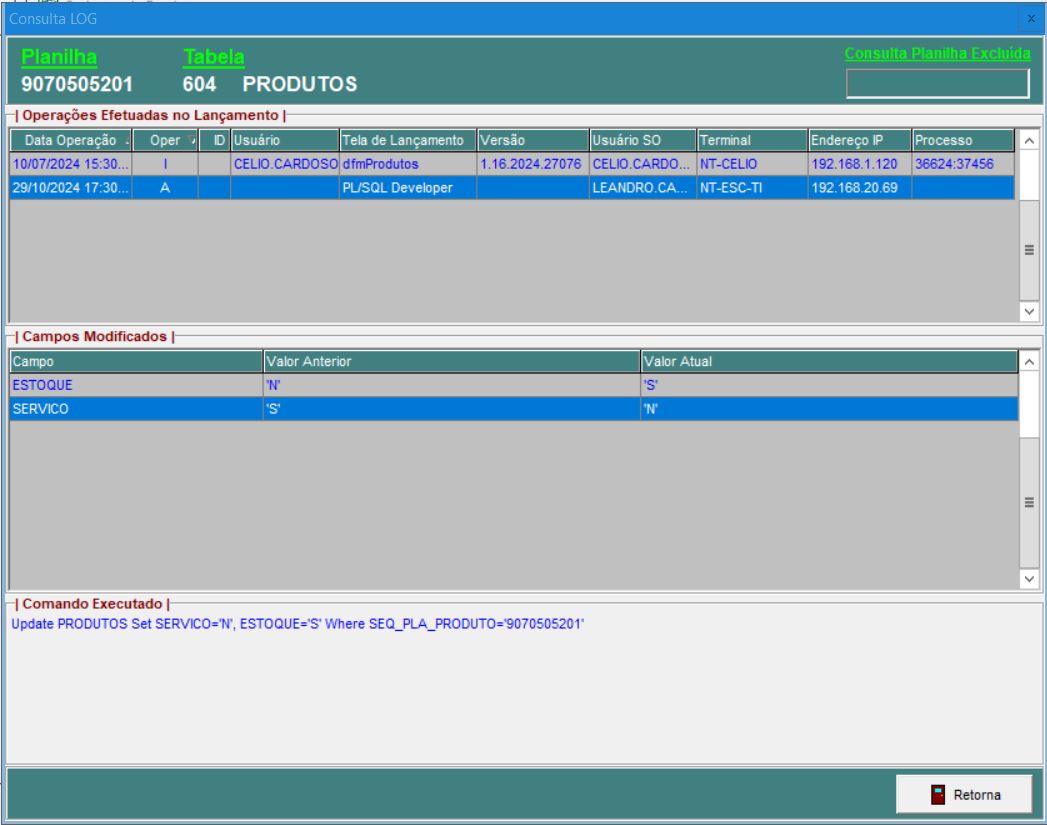 Consulta LOG x
Planilha Tabela Consulta Planilha Excluída
9070505201 604 PRODUTOS
| Operações Efetuadas no Lançamento |
Data Operação Oper ID Usuário Tela de Lançamento Versão Usuário SO Terminal Endereço IP Processo
10/07/2024 15:30... I CELIO.CARDOSO dfmProdutos 1.16.2024.27076 CELIO.CARDO... NT-CELIO 192.168.1.120 36624:37456
29/10/2024 17:30... A PL/SQL Developer LEANDRO.CA... NT-ESC-TI 192.168.20.69
| Campos Modificados |
Campo Valor Anterior Valor Atual
ESTOQUE 'N' 'S'
SERVICO 'S' 'N'
| Comando Executado |
Update PRODUTOS Set SERVICO='N', ESTOQUE='S' Where SEQ_PLA_PRODUTO='9070505201'
Retorna